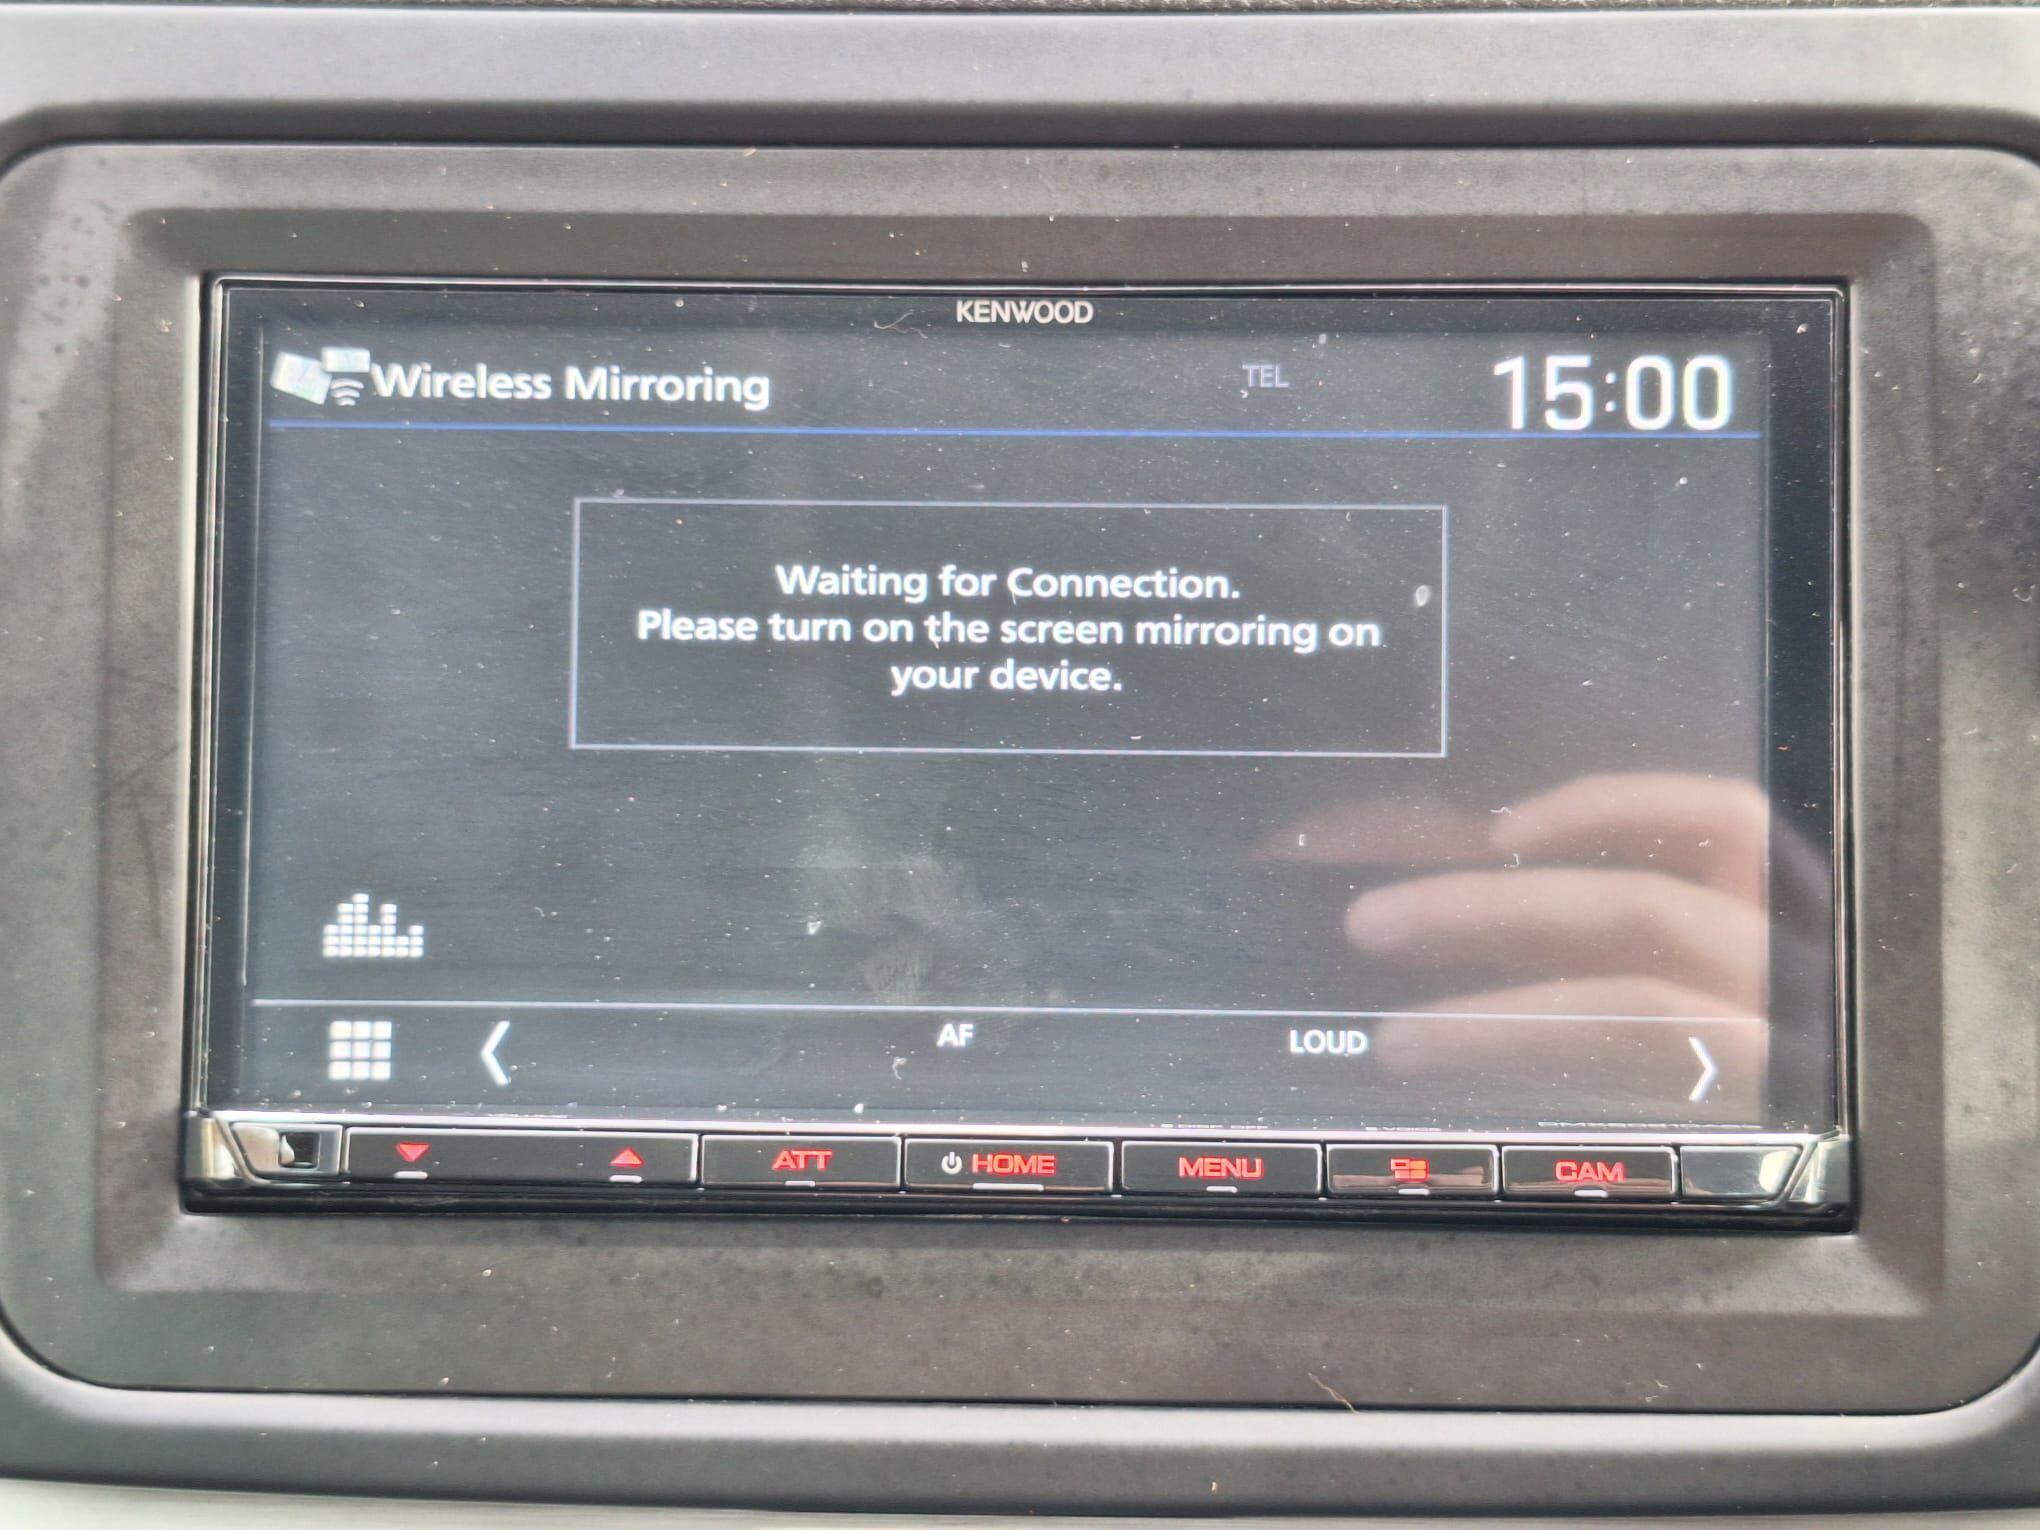 KENWOOD
Wireless Mirroring
TEL
15:00
Waiting for Connection.
Please turn on the screen mirroring on
your device.
AF
LOUD
ATT
HOME
MENU
CAM